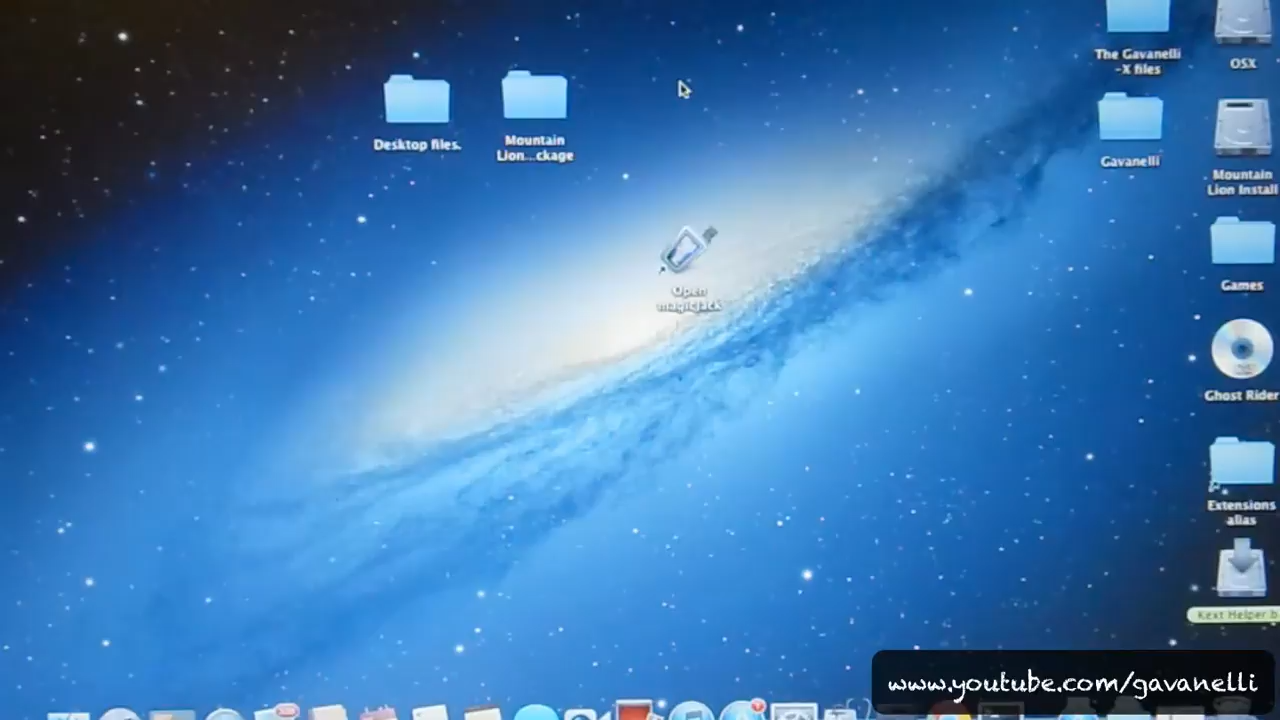 The Gavanelli
-X files
OSX
Desktop files.
Mountain
Lion...ckage
Gavanelli
Mountain
Lion Install
Open
magicJack
Games
Ghost Rider
Extensions
alias
Kext Helper b
www.youtube.com/gavanelli